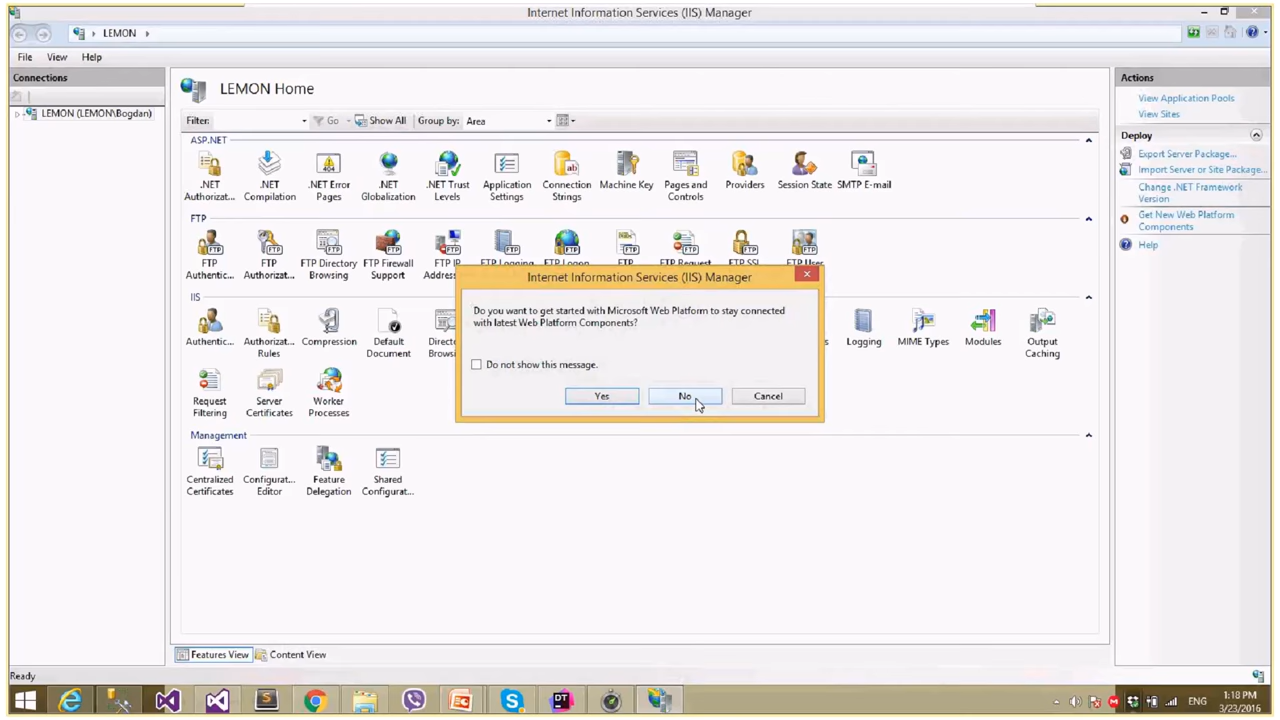 Internet Information Services (IIS) Manager
LEMON
File View Help
Connections
LEMON (LEMON\Bogdan)
LEMON Home
Filter: Go Show All Group by: Area
ASP.NET
.NET Authorizat...
.NET Compilation
.NET Error Pages
.NET Globalization
.NET Trust Levels
Application Settings
Connection Strings
Machine Key
Pages and Controls
Providers
Session State
SMTP E-mail
FTP
FTP Authentic...
FTP Authorizat...
FTP Directory Browsing
FTP Firewall Support
FTP IP Addres
FTP Logging
FTP Logon
FTP
FTP Request
FTP SSL
FTP User
IIS
Authentic...
Authorizat... Rules
Compression
Default Document
Logging
MIME Types
Modules
Output Caching
Request Filtering
Server Certificates
Worker Processes
Management
Centralized Certificates
Configurat... Editor
Feature Delegation
Shared Configurat...
Internet Information Services (IIS) Manager
Do you want to get started with Microsoft Web Platform to stay connected
with latest Web Platform Components?
Do not show this message.
Yes No Cancel
Features View Content View
Actions
View Application Pools
View Sites
Deploy
Export Server Package...
Import Server or Site Package...
Change .NET Framework
Version
Get New Web Platform
Components
Help
Ready
ENG
1:18 PM
3/23/2016